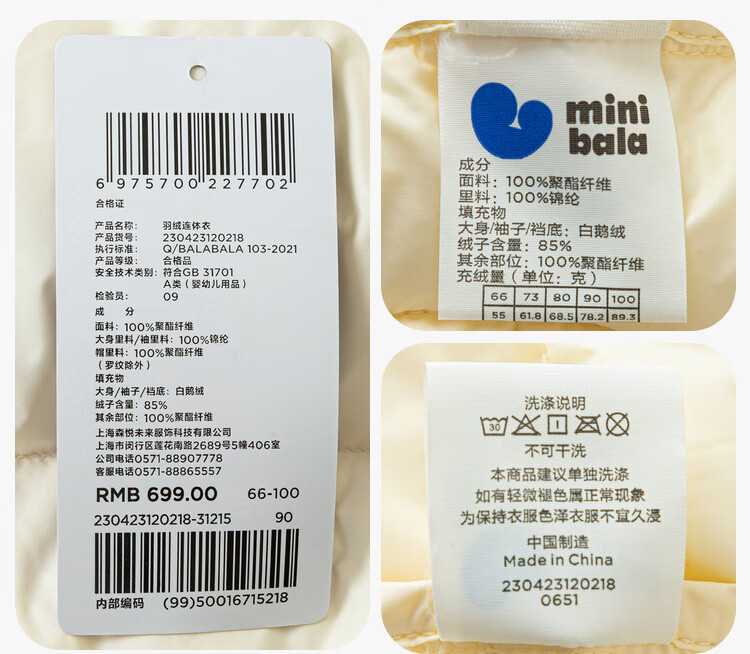 6 975700 227702
合格证
产品名称: 羽绒连体衣
产品货号: 230423120218
执行标准: Q/BALABALA 103-2021
产品等级: 合格品
安全技术类别: 符合GB 31701
A类 (婴幼儿用品)
检验员: 09
成 分
面料: 100%聚酯纤维
大身里料/袖里料: 100%锦纶
帽里料: 100%聚酯纤维
(罗纹除外)
填充物
大身/袖子/裆底: 白鹅绒
绒子含量: 85%
其余部位: 100%聚酯纤维
上海森悦未来服饰科技有限公司
上海市闵行区莲花南路2689号5幢406室
公司电话0571-88907778
客服电话0571-88865557
RMB 699.00 66-100
230423120218-31215 90
内部编码 (99)50016715218
mini
bala
成分
面料: 100%聚酯纤维
里料: 100%锦纶
填充物
大身/袖子/裆底: 白鹅绒
绒子含量: 85%
其余部位: 100%聚酯纤维
充绒量 (单位: 克)
66 73 80 90 100
55 61.8 68.5 78.2 89.3
洗涤说明
30
不可干洗
本商品建议单独洗涤
如有轻微褪色属正常现象
为保持衣服色泽衣服不宜久浸
中国制造
Made in China
230423120218
0651